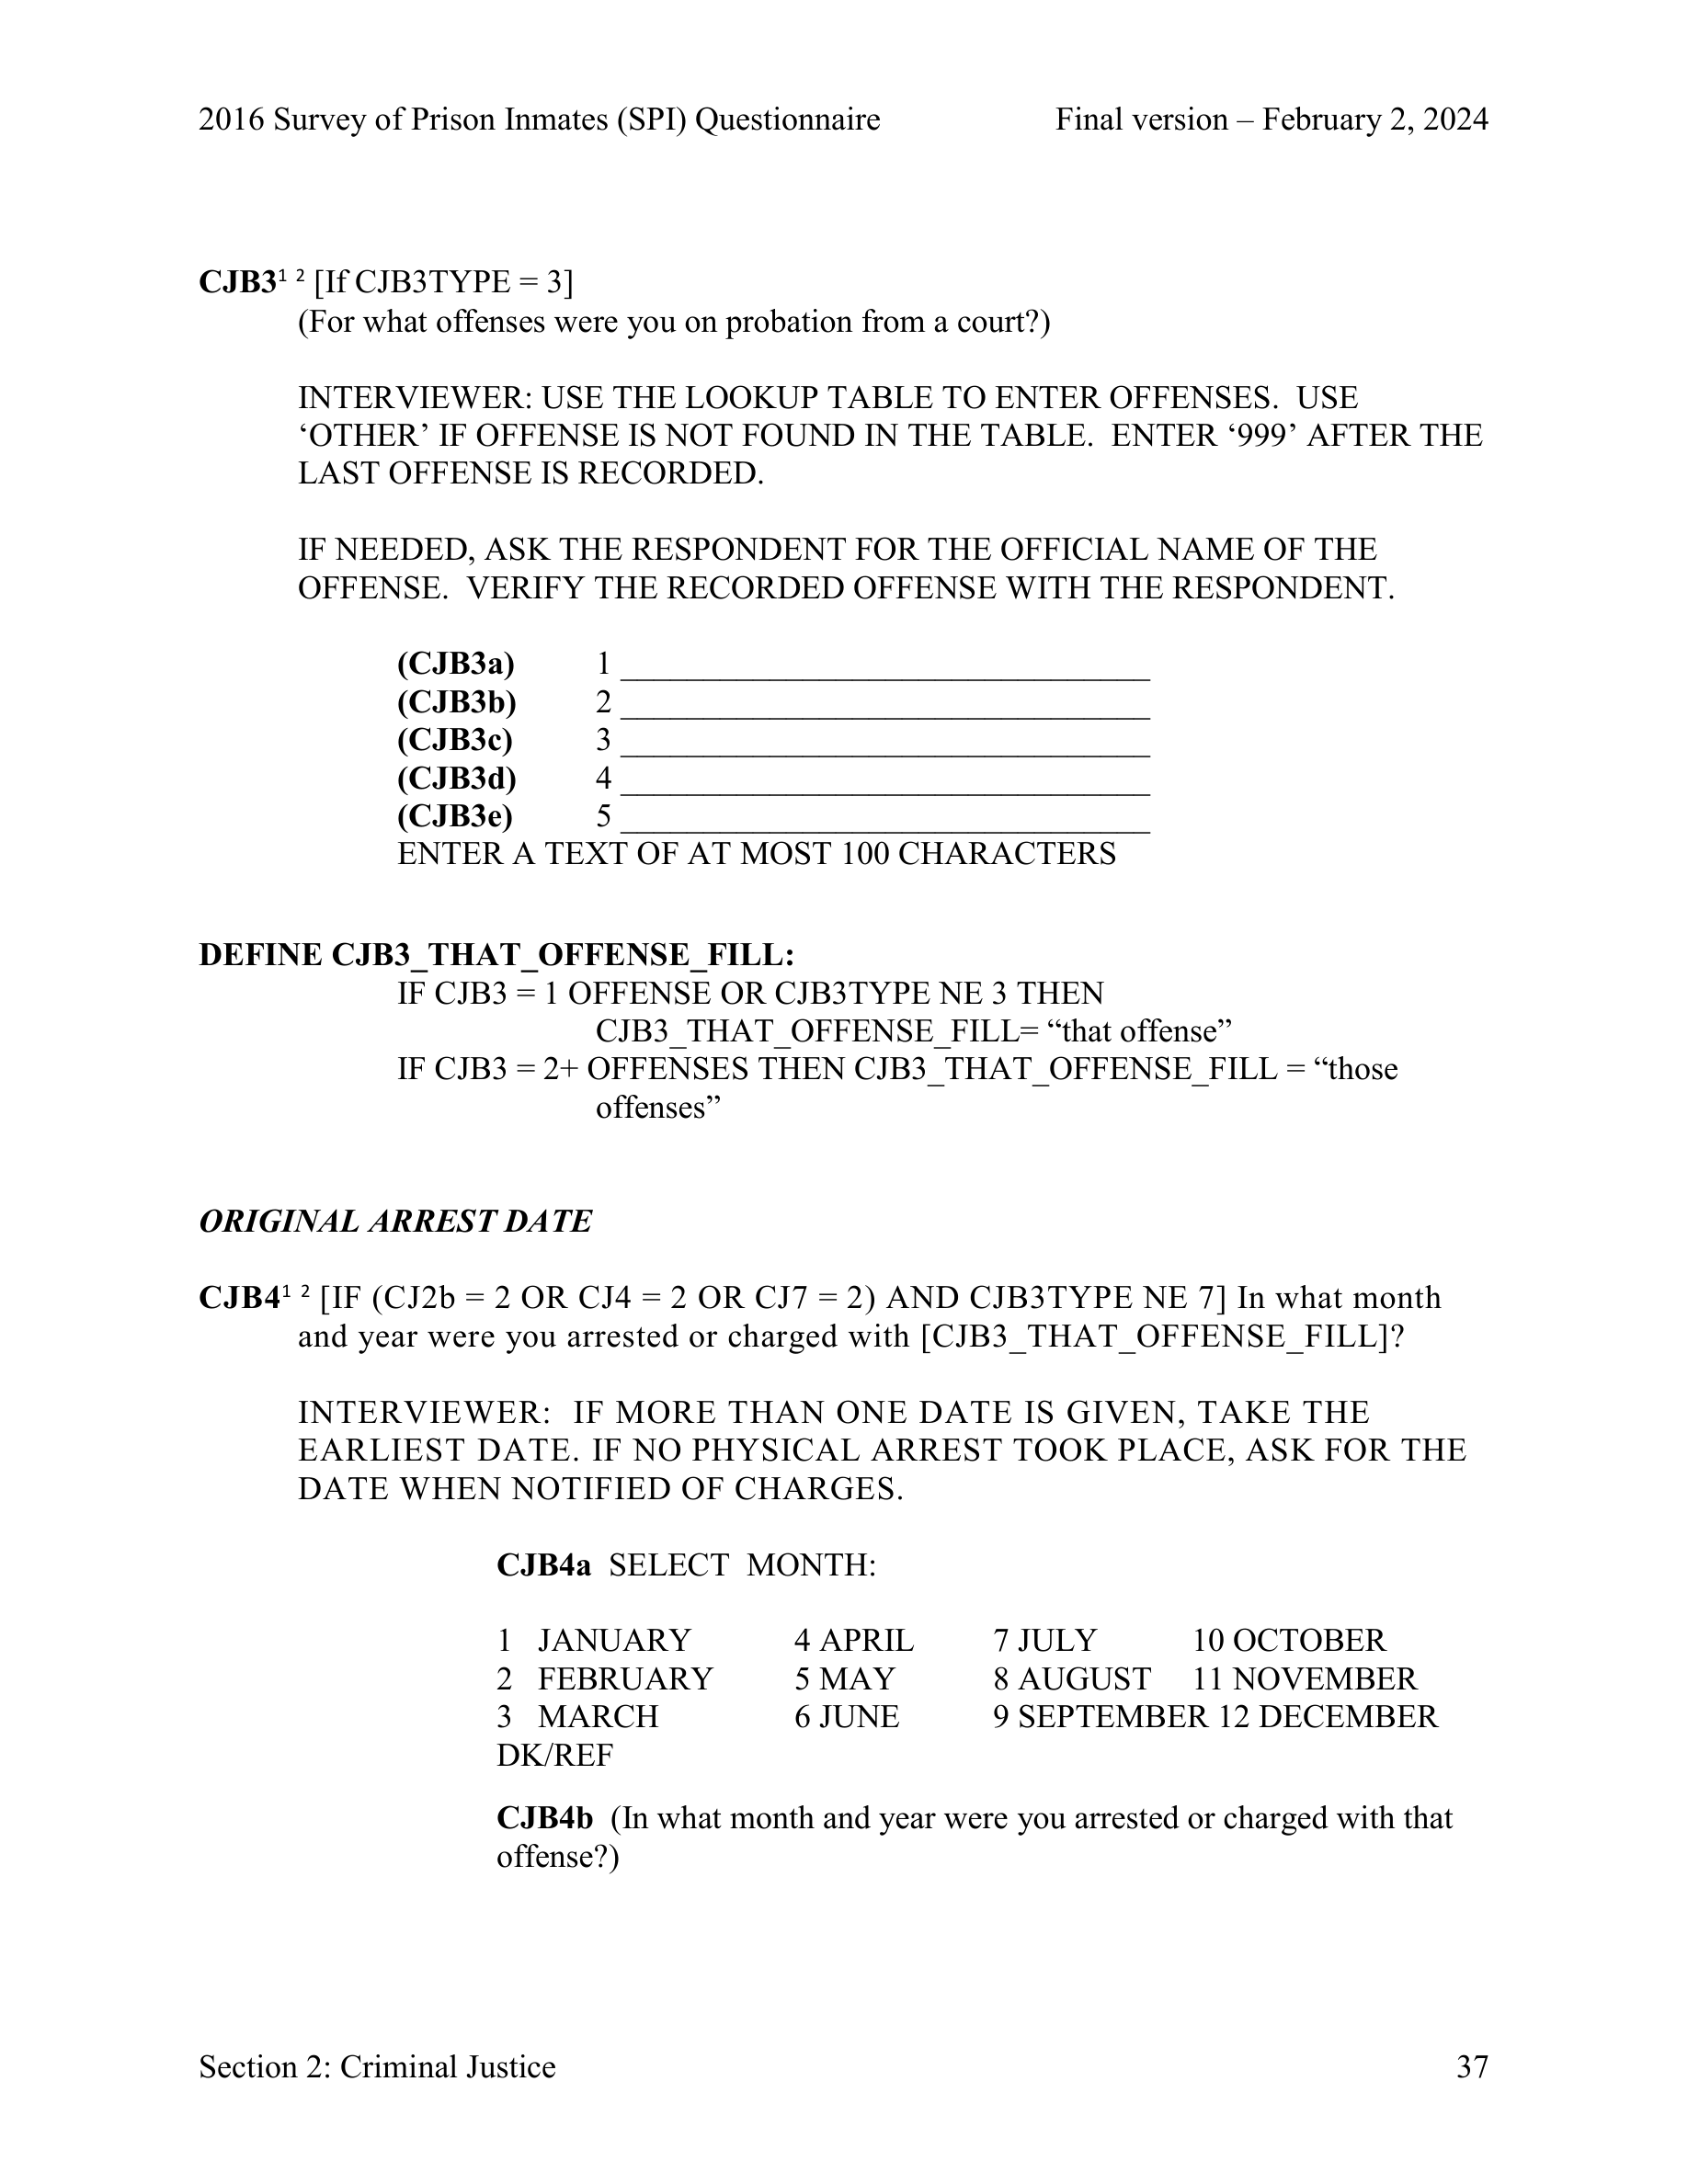 2016 Survey of Prison Inmates (SPI) Questionnaire Final version – February 2, 2024
CJB3¹ ² [If CJB3TYPE = 3]
(For what offenses were you on probation from a court?)
INTERVIEWER: USE THE LOOKUP TABLE TO ENTER OFFENSES.  USE
‘OTHER’ IF OFFENSE IS NOT FOUND IN THE TABLE.  ENTER ‘999’ AFTER THE
LAST OFFENSE IS RECORDED.
IF NEEDED, ASK THE RESPONDENT FOR THE OFFICIAL NAME OF THE
OFFENSE.  VERIFY THE RECORDED OFFENSE WITH THE RESPONDENT.
(CJB3a) 1 ________________________________
(CJB3b) 2 ________________________________
(CJB3c) 3 ________________________________
(CJB3d) 4 ________________________________
(CJB3e) 5 ________________________________
ENTER A TEXT OF AT MOST 100 CHARACTERS
DEFINE CJB3_THAT_OFFENSE_FILL:
IF CJB3 = 1 OFFENSE OR CJB3TYPE NE 3 THEN
CJB3_THAT_OFFENSE_FILL= “that offense”
IF CJB3 = 2+ OFFENSES THEN CJB3_THAT_OFFENSE_FILL = “those
offenses”
ORIGINAL ARREST DATE
CJB4¹ ² [IF (CJ2b = 2 OR CJ4 = 2 OR CJ7 = 2) AND CJB3TYPE NE 7] In what month
and year were you arrested or charged with [CJB3_THAT_OFFENSE_FILL]?
INTERVIEWER:  IF MORE THAN ONE DATE IS GIVEN, TAKE THE
EARLIEST DATE. IF NO PHYSICAL ARREST TOOK PLACE, ASK FOR THE
DATE WHEN NOTIFIED OF CHARGES.
CJB4a  SELECT  MONTH:
1 JANUARY 4 APRIL 7 JULY 10 OCTOBER
2 FEBRUARY 5 MAY 8 AUGUST 11 NOVEMBER
3 MARCH 6 JUNE 9 SEPTEMBER 12 DECEMBER
DK/REF
CJB4b  (In what month and year were you arrested or charged with that
offense?)
Section 2: Criminal Justice 37